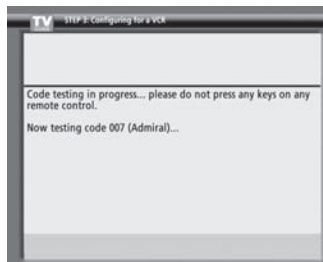 TV STEP 3: Configuring for a VCR
Code testing in progress... please do not press any keys on any
remote control.
Now testing code 007 (Admiral)...